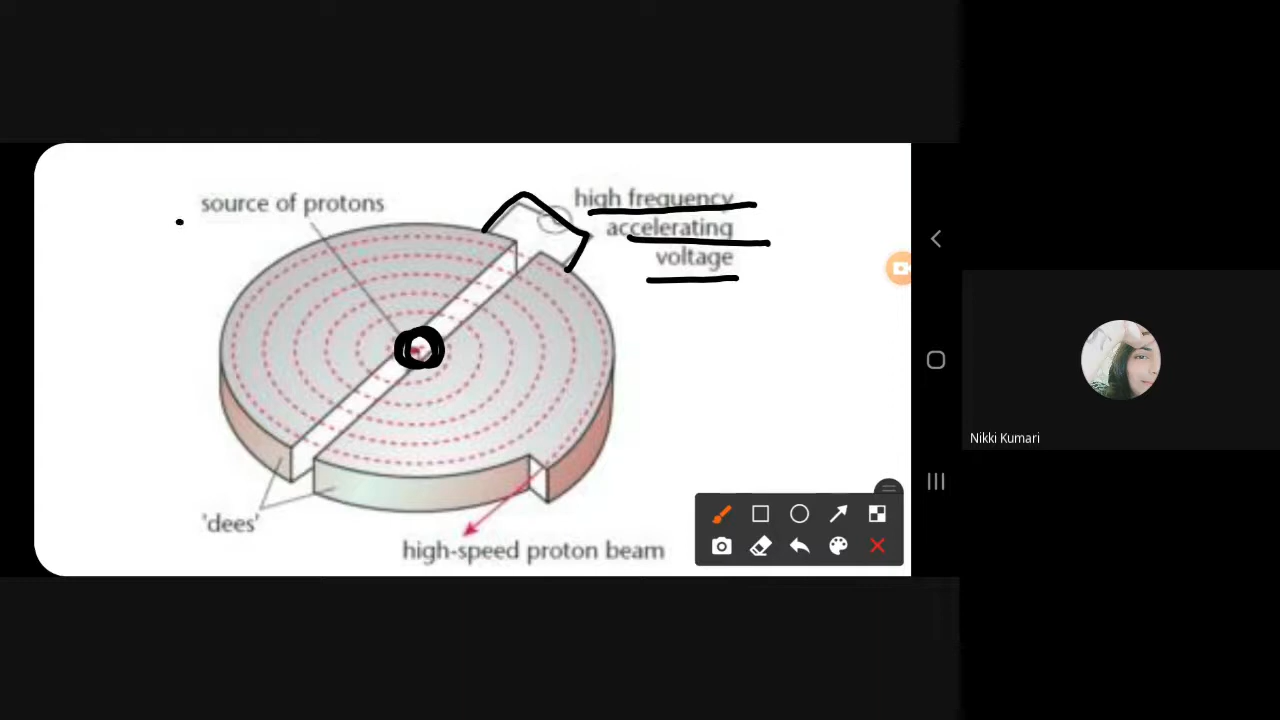 source of protons
high frequency
accelerating
voltage
'dees'
high-speed proton beam
Nikki Kumari